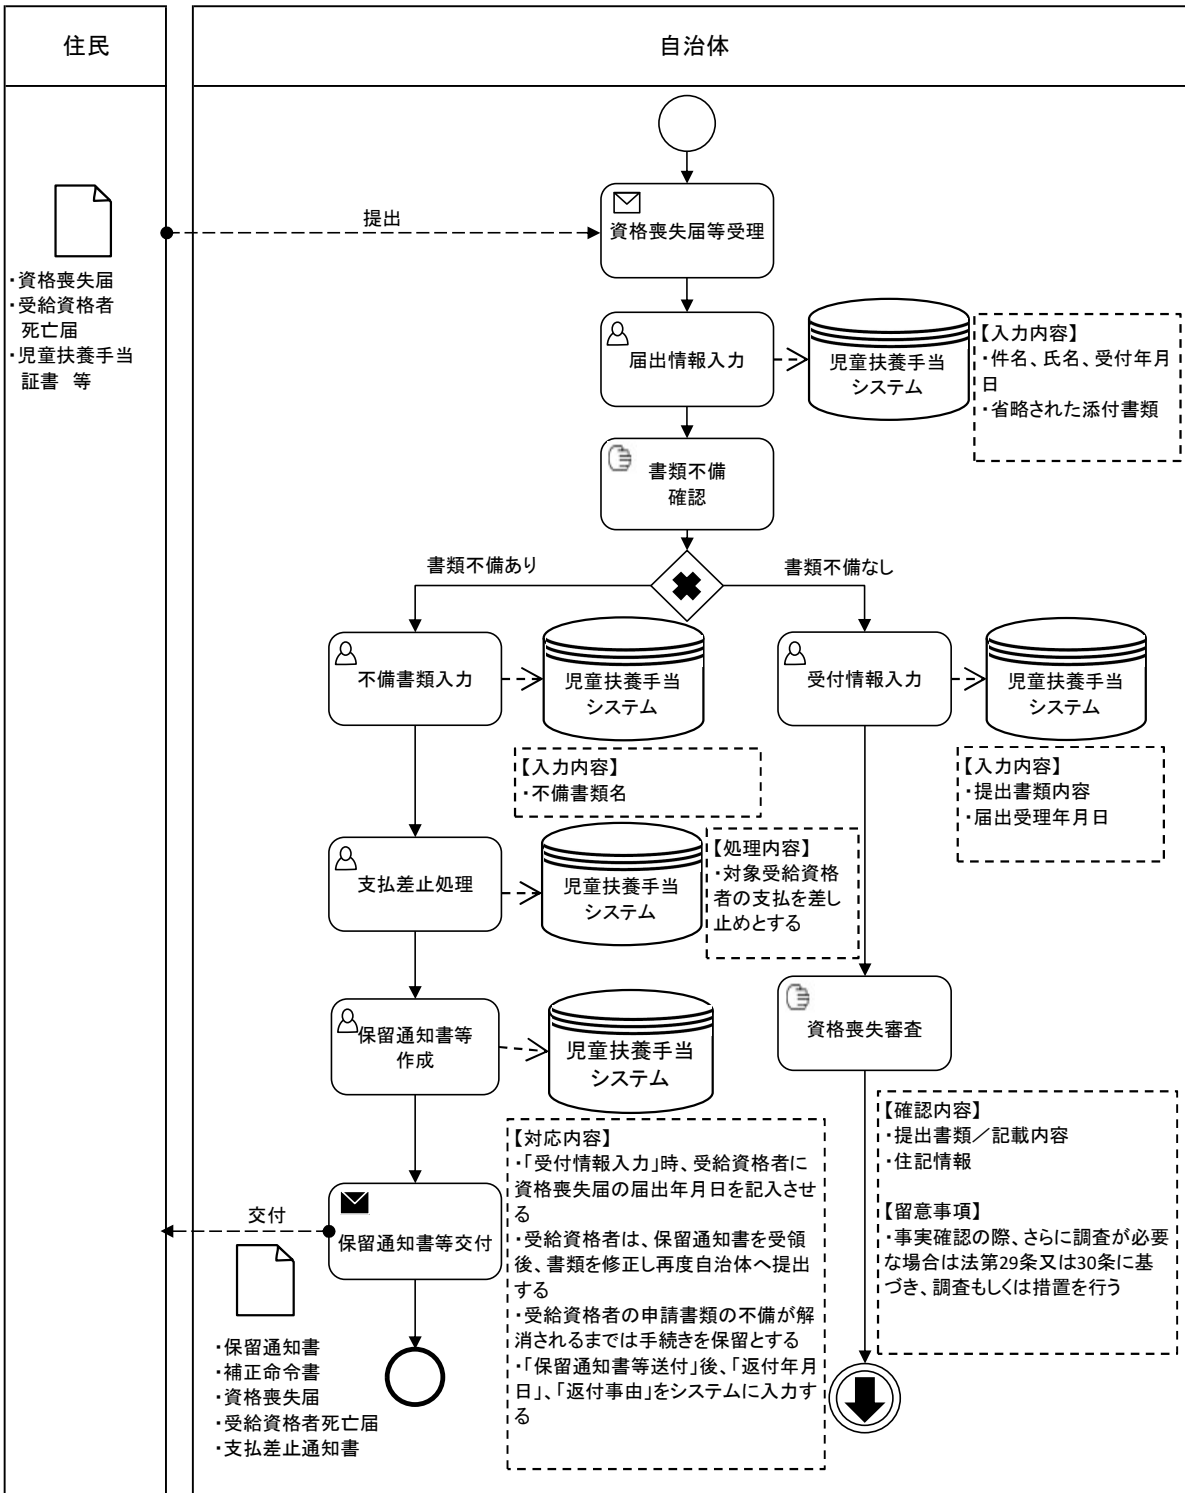 住民
自治体
提出
資格喪失届等受理
・資格喪失届
・受給資格者
死亡届
・児童扶養手当
証書 等
届出情報入力
児童扶養手当
システム
【入力内容】
・件名、氏名、受付年月
日
・省略された添付書類
書類不備
確認
書類不備あり
書類不備なし
不備書類入力
児童扶養手当
システム
【入力内容】
・不備書類名
受付情報入力
児童扶養手当
システム
【入力内容】
・提出書類内容
・届出受理年月日
支払差止処理
児童扶養手当
システム
【処理内容】
・対象受給資格
者の支払を差し
止めとする
保留通知書等
作成
児童扶養手当
システム
資格喪失審査
【対応内容】
・「受付情報入力」時、受給資格者に
資格喪失届の届出年月日を記入させ
る
・受給資格者は、保留通知書を受領
後、書類を修正し再度自治体へ提出
する
・受給資格者の申請書類の不備が解
消されるまでは手続きを保留とする
・「保留通知書等送付」後、「返付年月
日」、「返付事由」をシステムに入力す
る
【確認内容】
・提出書類／記載内容
・住記情報
【留意事項】
・事実確認の際、さらに調査が必要
な場合は法第29条又は30条に基
づき、調査もしくは措置を行う
交付
保留通知書等交付
・保留通知書
・補正命令書
・資格喪失届
・受給資格者死亡届
・支払差止通知書